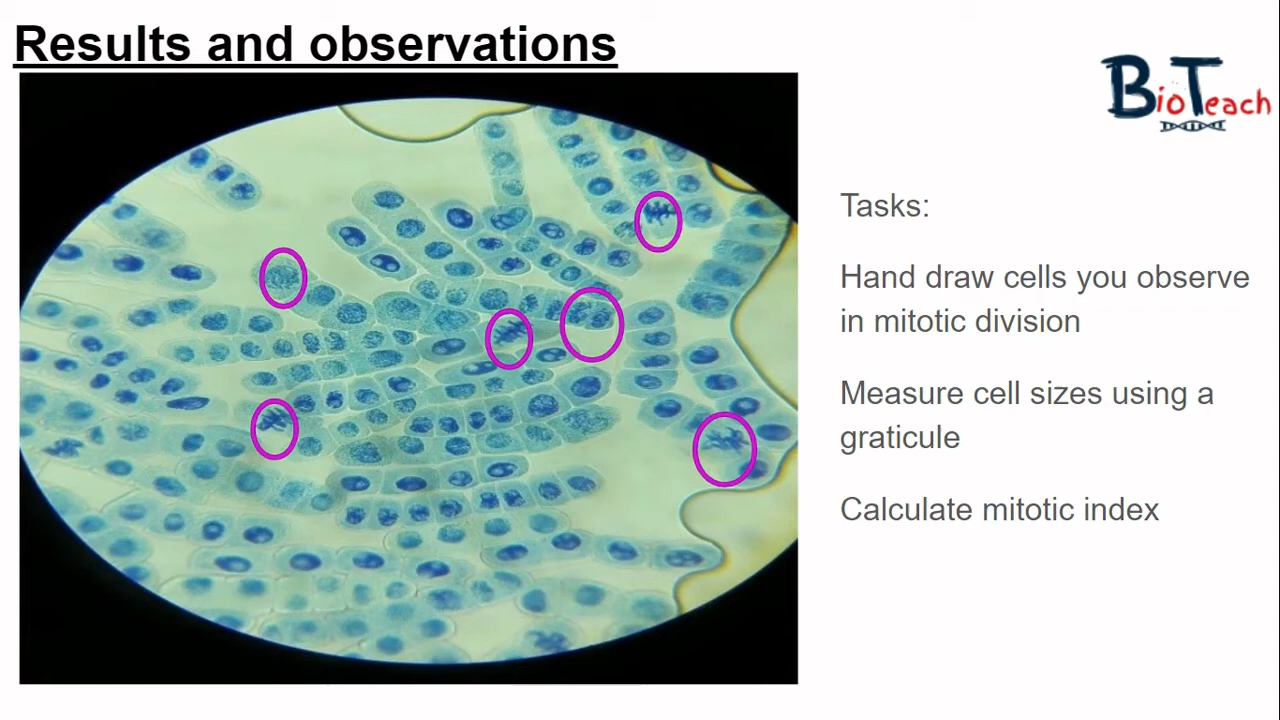 Results and observations
BioTeach
Tasks:
Hand draw cells you observe
in mitotic division
Measure cell sizes using a
graticule
Calculate mitotic index